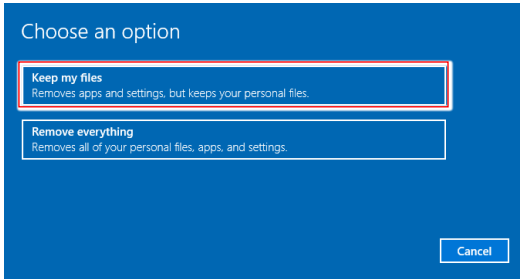 Choose an option
Keep my files
Removes apps and settings, but keeps your personal files.
Remove everything
Removes all of your personal files, apps, and settings.
Cancel